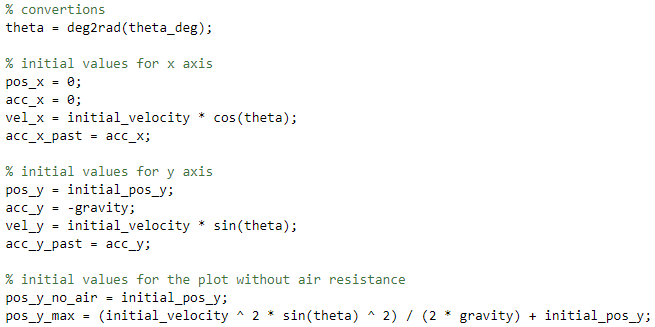 % convertions
theta = deg2rad(theta_deg);

% initial values for x axis
pos_x = 0;
acc_x = 0;
vel_x = initial_velocity * cos(theta);
acc_x_past = acc_x;

% initial values for y axis
pos_y = initial_pos_y;
acc_y = -gravity;
vel_y = initial_velocity * sin(theta);
acc_y_past = acc_y;

% initial values for the plot without air resistance
pos_y_no_air = initial_pos_y;
pos_y_max = (initial_velocity ^ 2 * sin(theta) ^ 2) / (2 * gravity) + initial_pos_y;